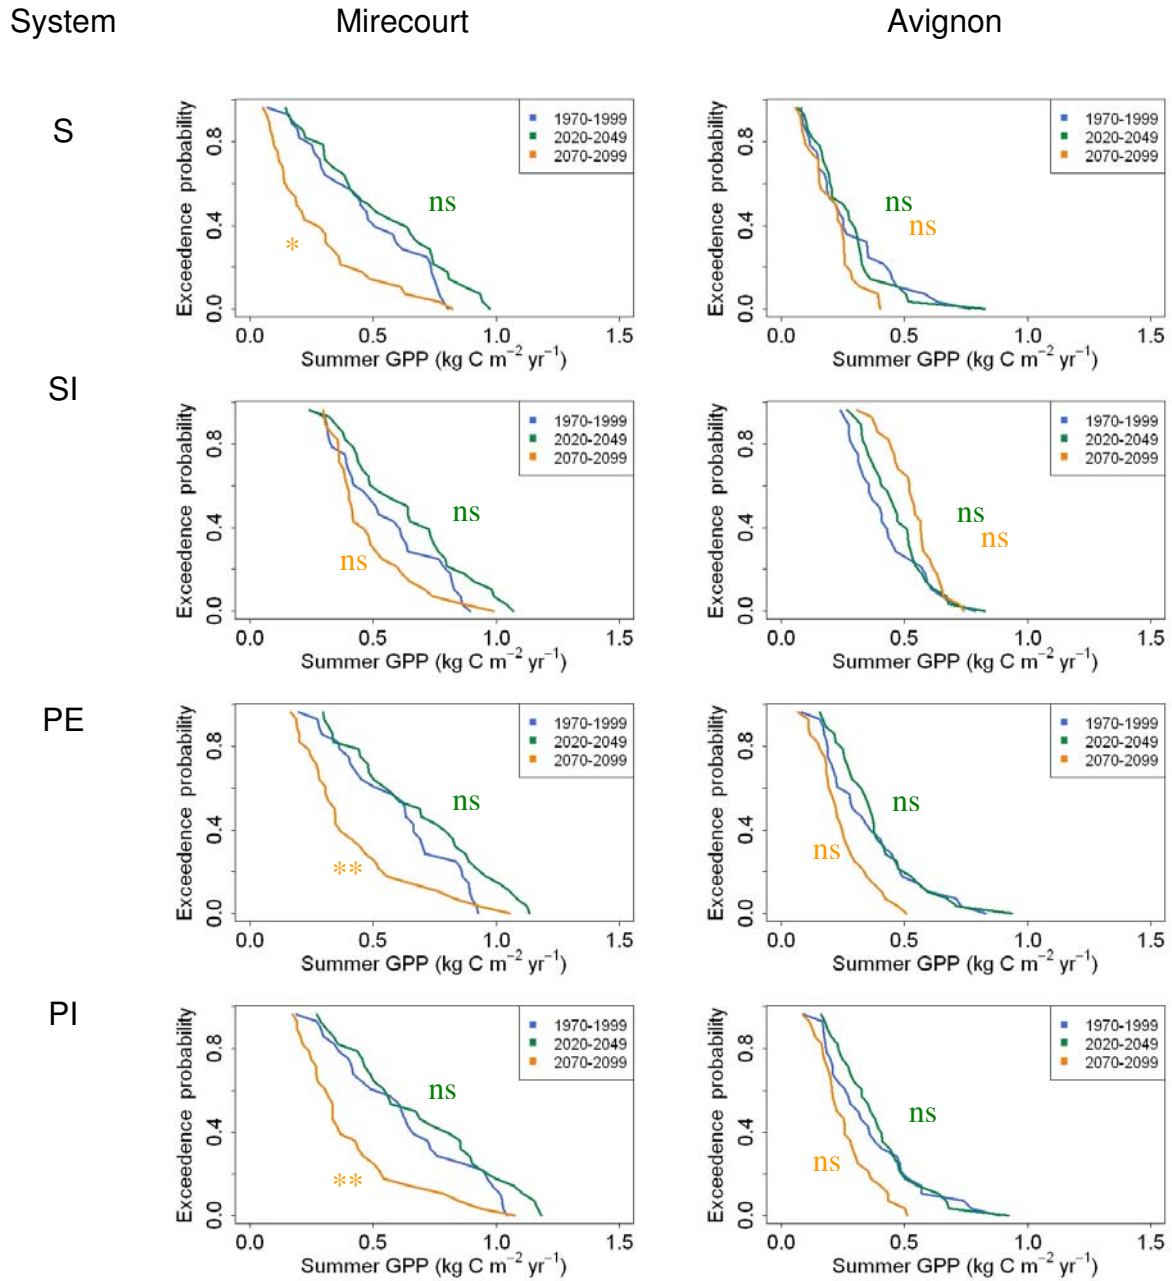 System Mirecourt Avignon
S
Exceedence probability
0.8
0.4
0.0
1970-1999
2020-2049
2070-2099
ns
*
0.0 0.5 1.0 1.5
Summer GPP (kg C m⁻² yr⁻¹)
Exceedence probability
0.8
0.4
0.0
1970-1999
2020-2049
2070-2099
ns
ns
0.0 0.5 1.0 1.5
Summer GPP (kg C m⁻² yr⁻¹)
SI
Exceedence probability
0.8
0.4
0.0
1970-1999
2020-2049
2070-2099
ns
ns
0.0 0.5 1.0 1.5
Summer GPP (kg C m⁻² yr⁻¹)
Exceedence probability
0.8
0.4
0.0
1970-1999
2020-2049
2070-2099
ns
ns
0.0 0.5 1.0 1.5
Summer GPP (kg C m⁻² yr⁻¹)
PE
Exceedence probability
0.8
0.4
0.0
1970-1999
2020-2049
2070-2099
ns
**
0.0 0.5 1.0 1.5
Summer GPP (kg C m⁻² yr⁻¹)
Exceedence probability
0.8
0.4
0.0
1970-1999
2020-2049
2070-2099
ns
ns
0.0 0.5 1.0 1.5
Summer GPP (kg C m⁻² yr⁻¹)
PI
Exceedence probability
0.8
0.4
0.0
1970-1999
2020-2049
2070-2099
ns
**
0.0 0.5 1.0 1.5
Summer GPP (kg C m⁻² yr⁻¹)
Exceedence probability
0.8
0.4
0.0
1970-1999
2020-2049
2070-2099
ns
ns
0.0 0.5 1.0 1.5
Summer GPP (kg C m⁻² yr⁻¹)